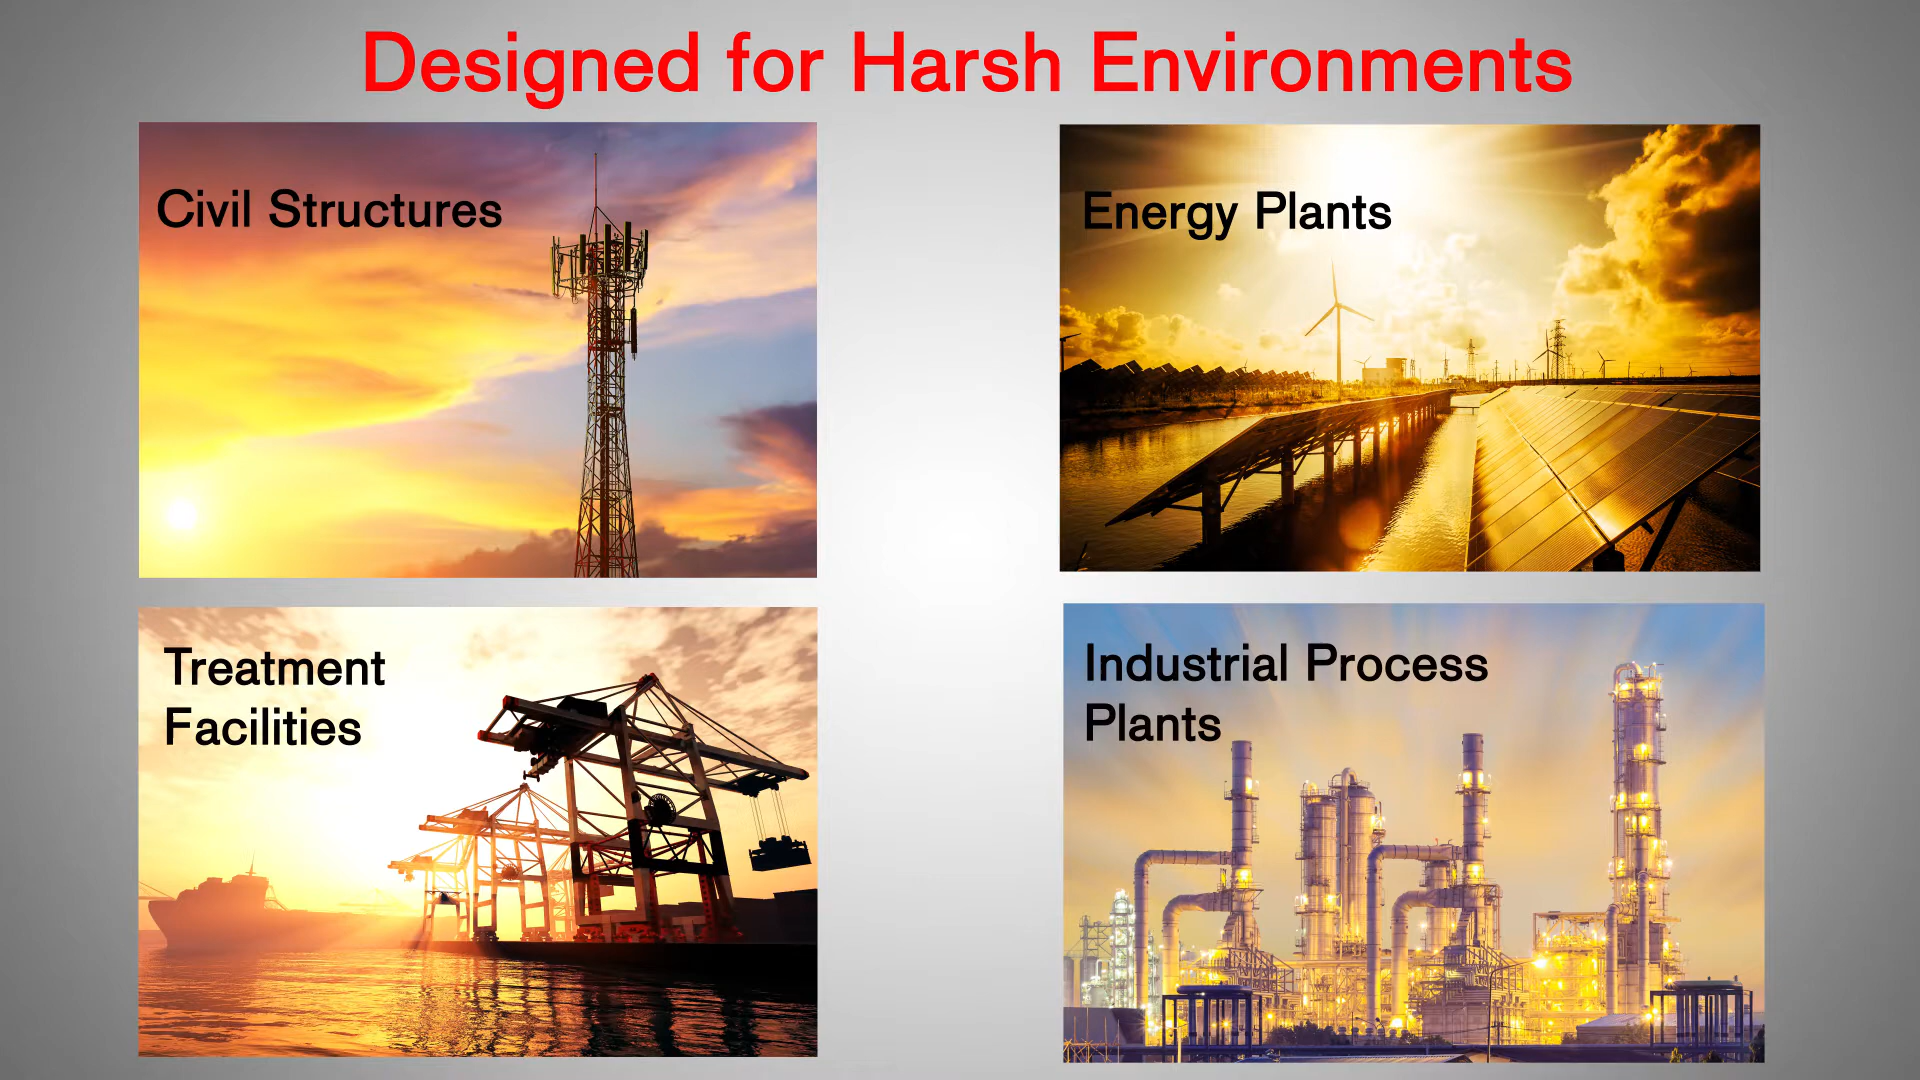 Designed for Harsh Environments
Civil Structures
Energy Plants
Treatment
Facilities
Industrial Process
Plants